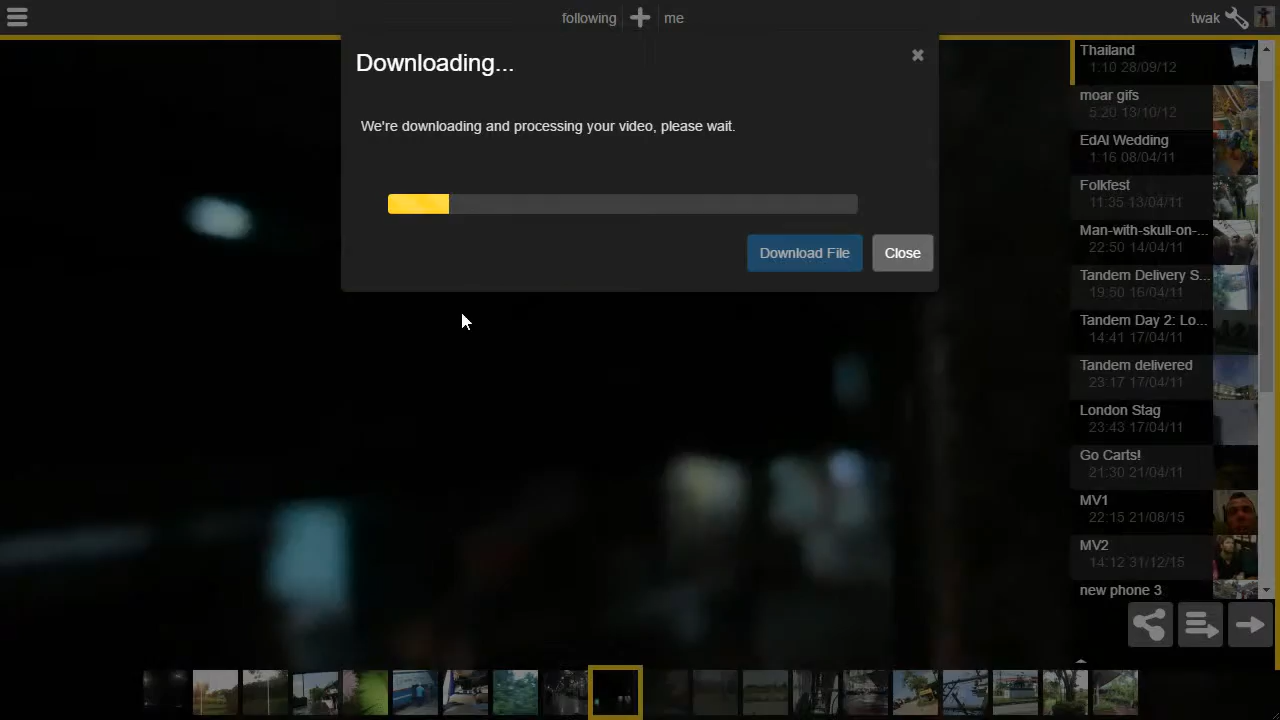 following
me
twak
Downloading...
We're downloading and processing your video, please wait.
Download File
Close
Thailand
1:10 28/09/12
moar gifs
5:20 13/10/12
EdAl Wedding
1:16 08/04/11
Folkfest
11:35 13/04/11
Man-with-skull-on-...
22:50 14/04/11
Tandem Delivery S...
19:50 16/04/11
Tandem Day 2: Lo...
14:41 17/04/11
Tandem delivered
23:17 17/04/11
London Stag
23:43 17/04/11
Go Carts!
21:30 21/04/11
MV1
22:15 21/08/15
MV2
14:12 31/12/15
new phone 3